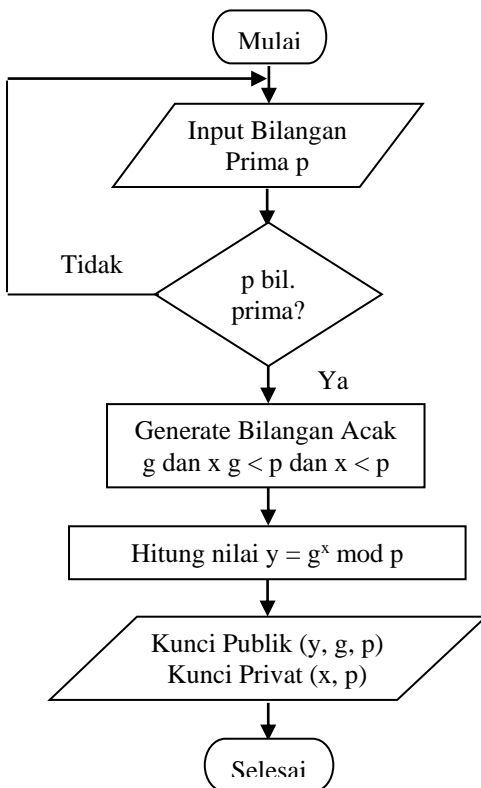 Mulai
Input Bilangan
Prima p
Tidak
p bil.
prima?
Ya
Generate Bilangan Acak
g dan x g < p dan x < p
Hitung nilai y = gˣ mod p
Kunci Publik (y, g, p)
Kunci Privat (x, p)
Selesai